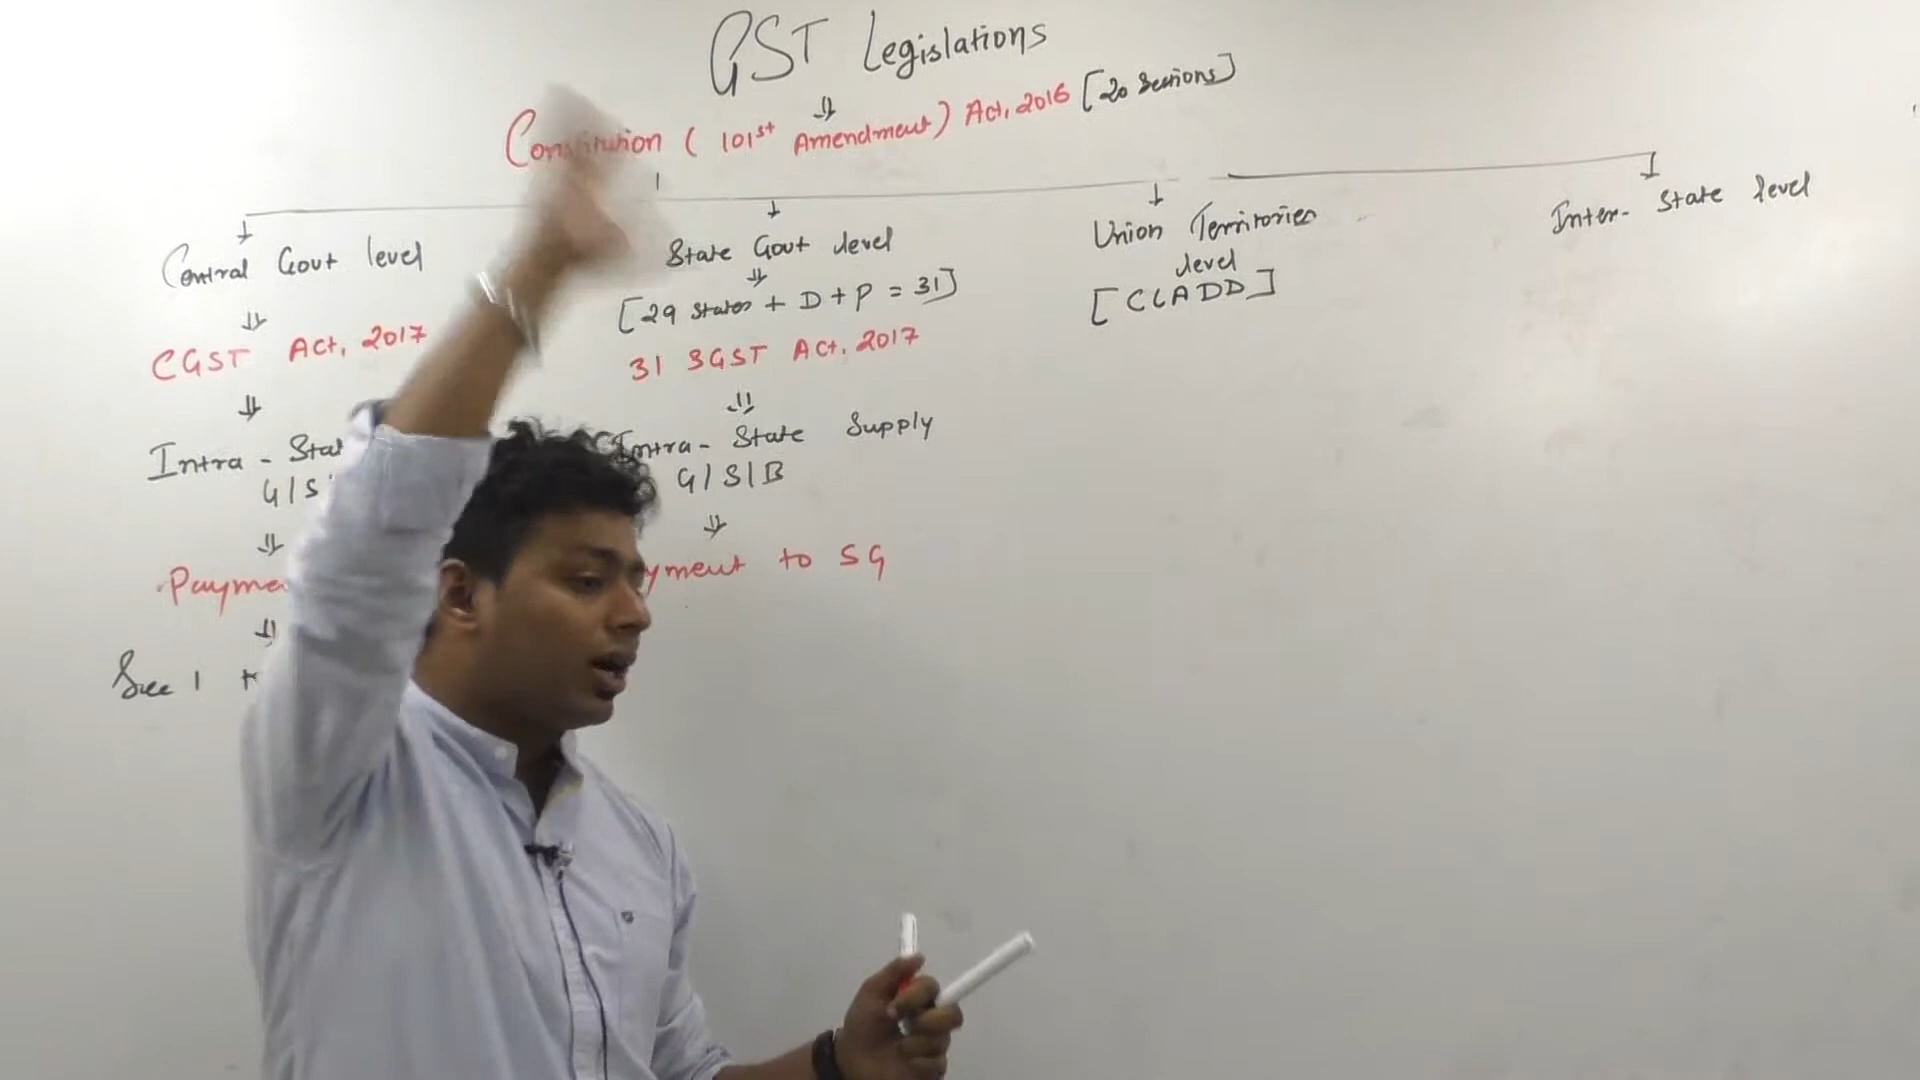 GST Legislations
Constitution (101st Amendment) Act, 2016 [20 Sections]
Central Govt level
CGST Act, 2017
Intra - Stat
G/S
Payme
Sec 1
State Govt level
[29 States + D + P = 31]
31 SGST Act, 2017
Intra - State Supply
G/S/B
yment to SG
Union Territories
level
[CLADD]
Inter- State level